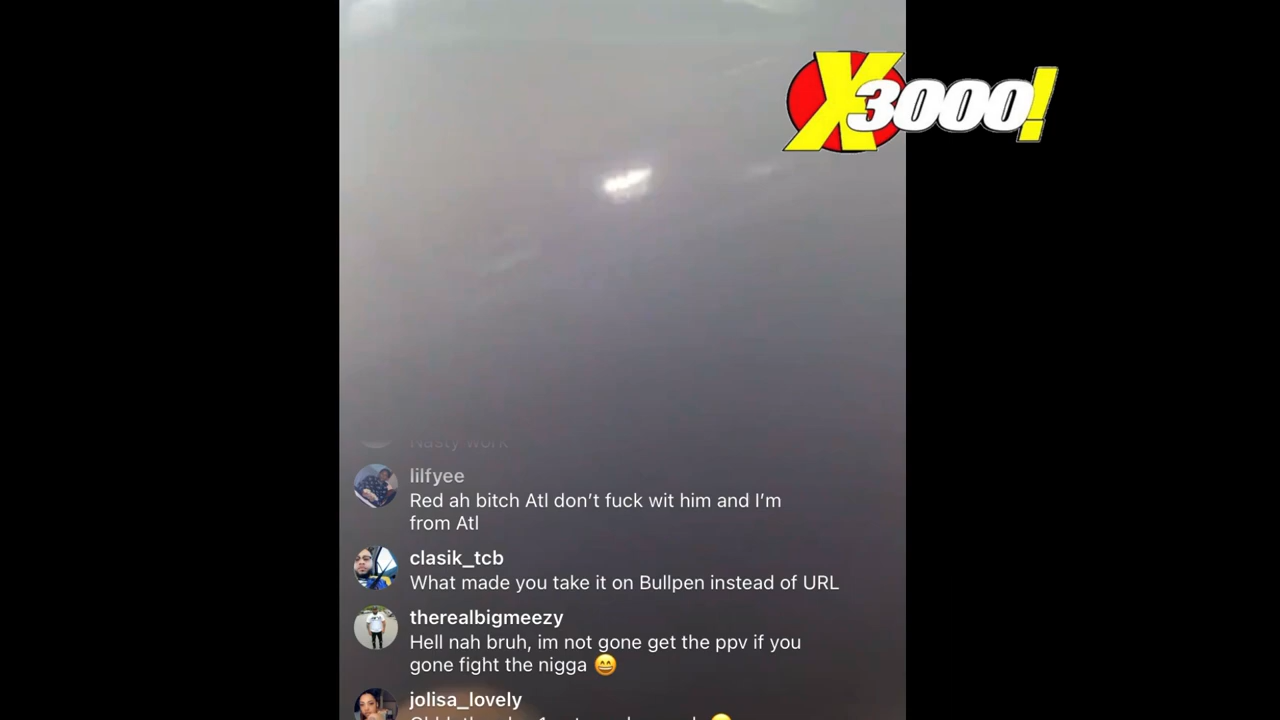 X3000!
Nasty work
lilfyee
Red ah bitch Atl don’t fuck wit him and I’m
from Atl
clasik_tcb
What made you take it on Bullpen instead of URL
therealbigmeezy
Hell nah bruh, im not gone get the ppv if you
gone fight the nigga 😄
jolisa_lovely